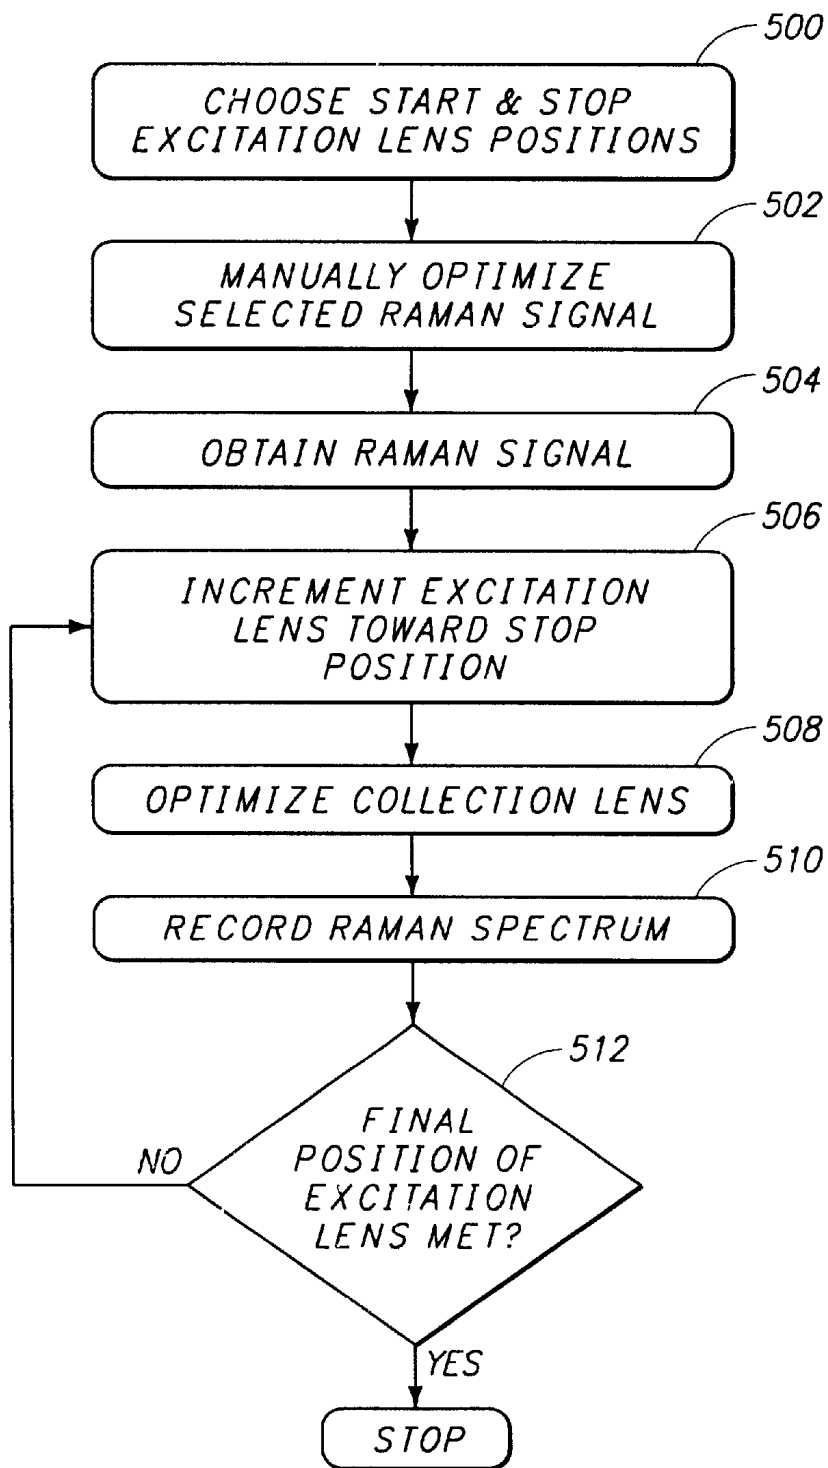 500
CHOOSE START & STOP
EXCITATION LENS POSITIONS
502
MANUALLY OPTIMIZE
SELECTED RAMAN SIGNAL
504
OBTAIN RAMAN SIGNAL
506
INCREMENT EXCITATION
LENS TOWARD STOP
POSITION
508
OPTIMIZE COLLECTION LENS
510
RECORD RAMAN SPECTRUM
512
FINAL
POSITION OF
EXCITATION
LENS MET?
NO
YES
STOP